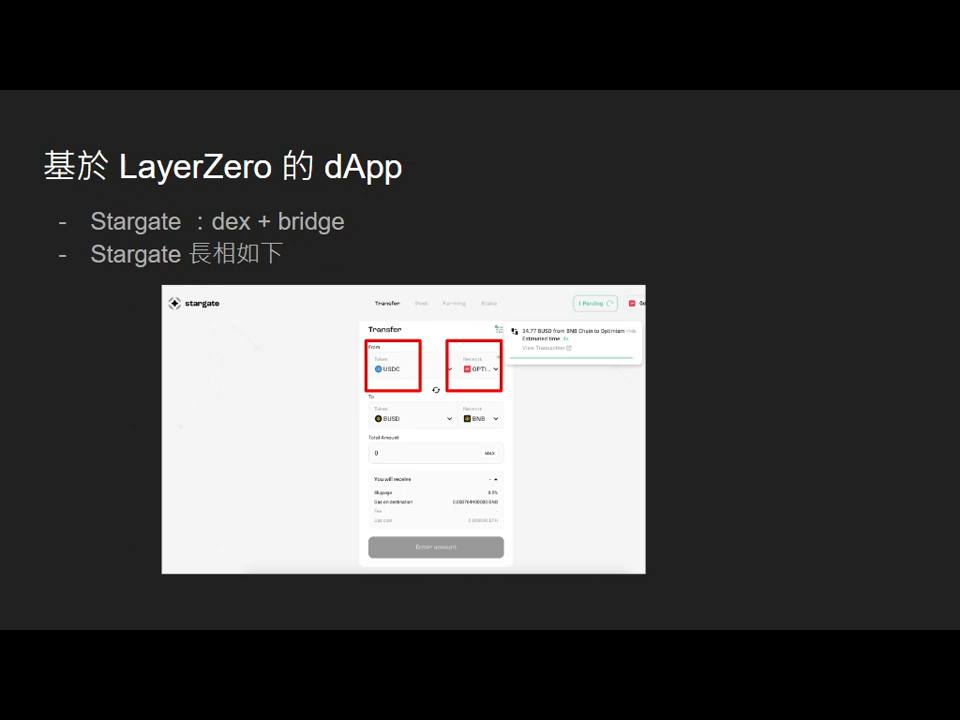 基於 LayerZero 的 dApp
- Stargate ：dex + bridge
- Stargate 長相如下
stargate
Transfer Pool Farming Stake
1 Pending
Transfer
14.77 BUSD from BNB Chain to Optimism
Estimated time:
View Transaction
From
Token
USDC
Network
OPTI...
To
Token
BUSD
Network
BNB
Total Amount
0
MAX
You will receive -
Slippage
Gas on destination
Fee -
Gas cost
Enter amount